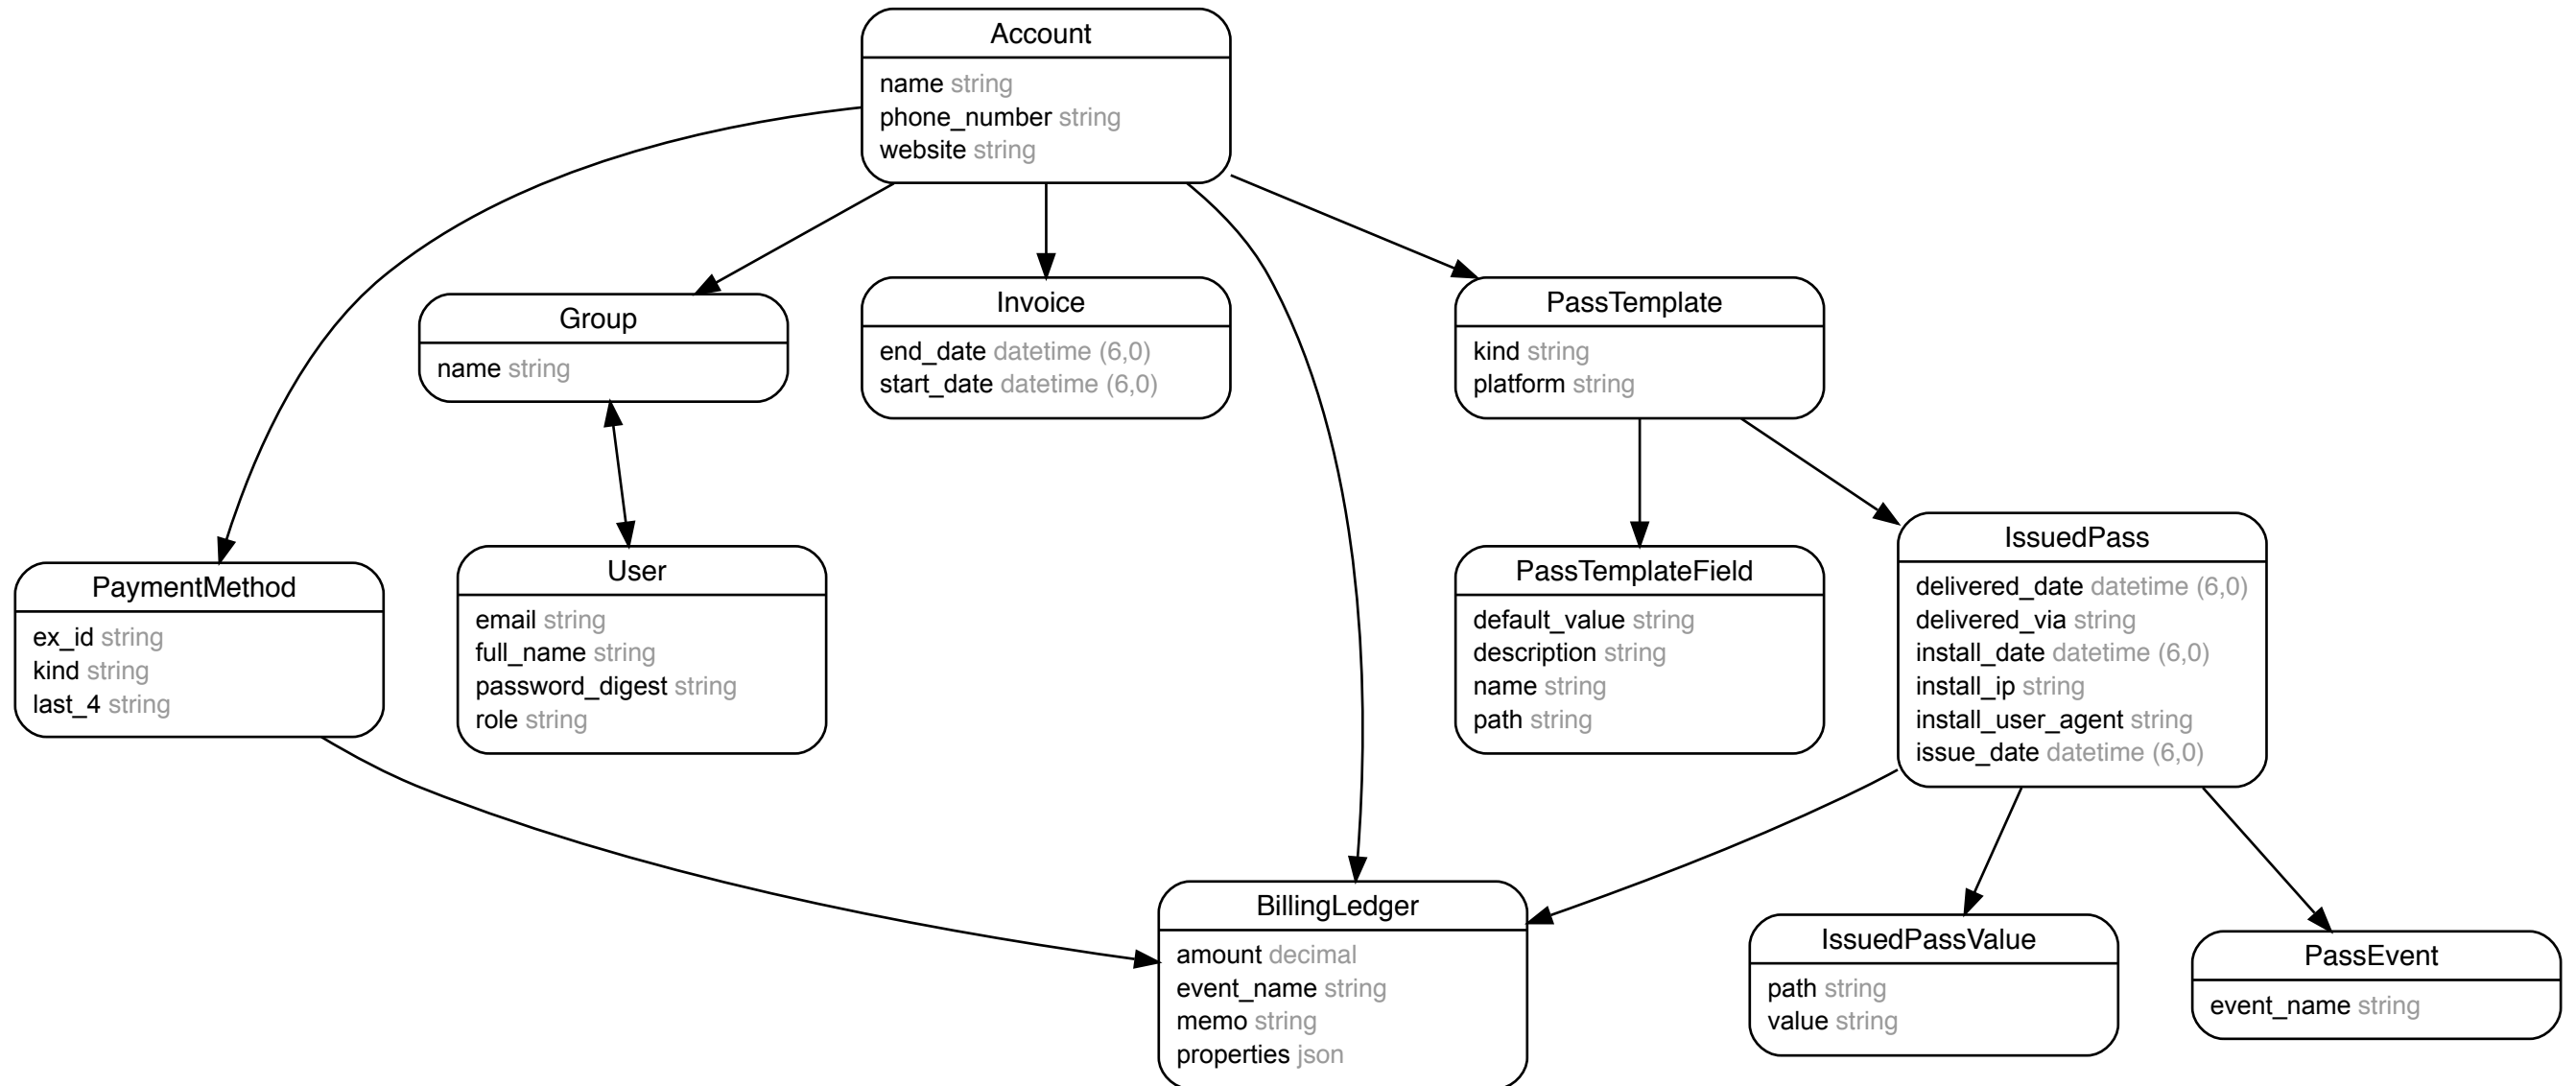 Account
name string
phone_number string
website string
Group
name string
Invoice
end_date datetime (6,0)
start_date datetime (6,0)
PassTemplate
kind string
platform string
PaymentMethod
ex_id string
kind string
last_4 string
User
email string
full_name string
password_digest string
role string
PassTemplateField
default_value string
description string
name string
path string
IssuedPass
delivered_date datetime (6,0)
delivered_via string
install_date datetime (6,0)
install_ip string
install_user_agent string
issue_date datetime (6,0)
BillingLedger
amount decimal
event_name string
memo string
properties json
IssuedPassValue
path string
value string
PassEvent
event_name string